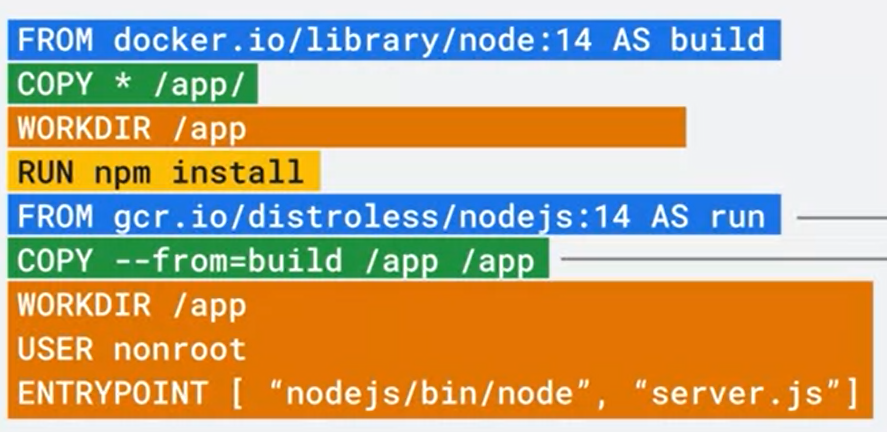 FROM docker.io/library/node:14 AS build
COPY * /app/
WORKDIR /app
RUN npm install
FROM gcr.io/distroless/nodejs:14 AS run
COPY --from=build /app /app
WORKDIR /app
USER nonroot
ENTRYPOINT [ “nodejs/bin/node”, “server.js”]